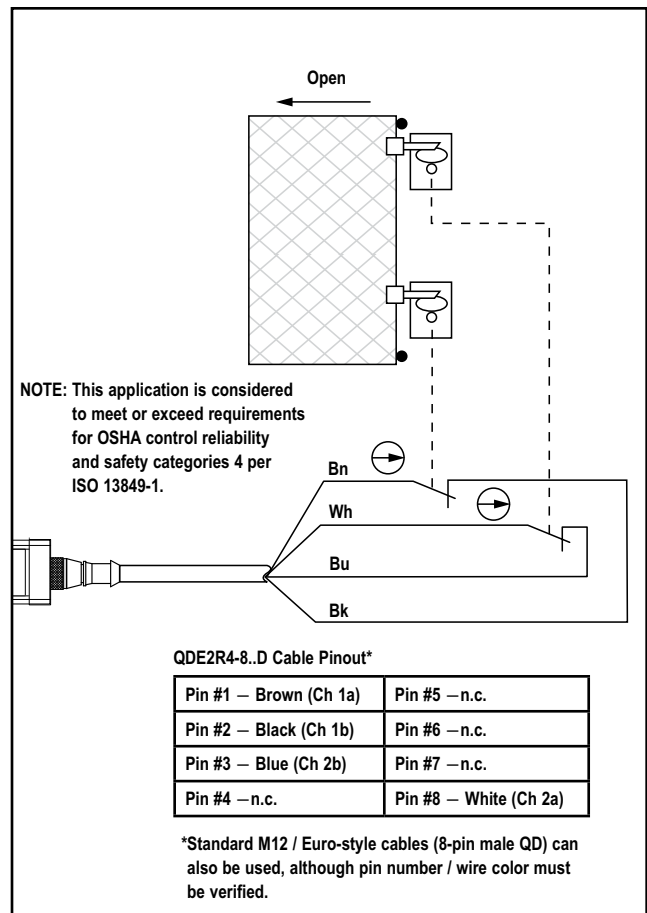 Open
NOTE: This application is considered
to meet or exceed requirements
for OSHA control reliability
and safety categories 4 per
ISO 13849-1.
Bn
Wh
Bu
Bk
QDE2R4-8..D Cable Pinout*
Pin #1 — Brown (Ch 1a)
Pin #5 —n.c.
Pin #2 — Black (Ch 1b)
Pin #6 —n.c.
Pin #3 — Blue (Ch 2b)
Pin #7 —n.c.
Pin #4 —n.c.
Pin #8 — White (Ch 2a)
*Standard M12 / Euro-style cables (8-pin male QD) can
also be used, although pin number / wire color must
be verified.